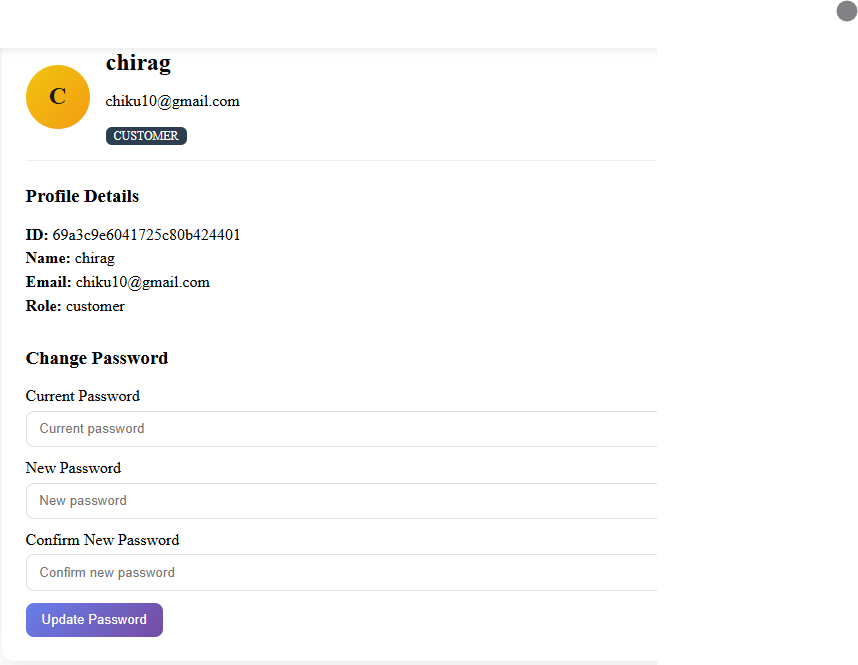 chirag
C
chiku10@gmail.com
CUSTOMER
Profile Details
ID: 69a3c9e6041725c80b424401
Name: chirag
Email: chiku10@gmail.com
Role: customer
Change Password
Current Password
Current password
New Password
New password
Confirm New Password
Confirm new password
Update Password